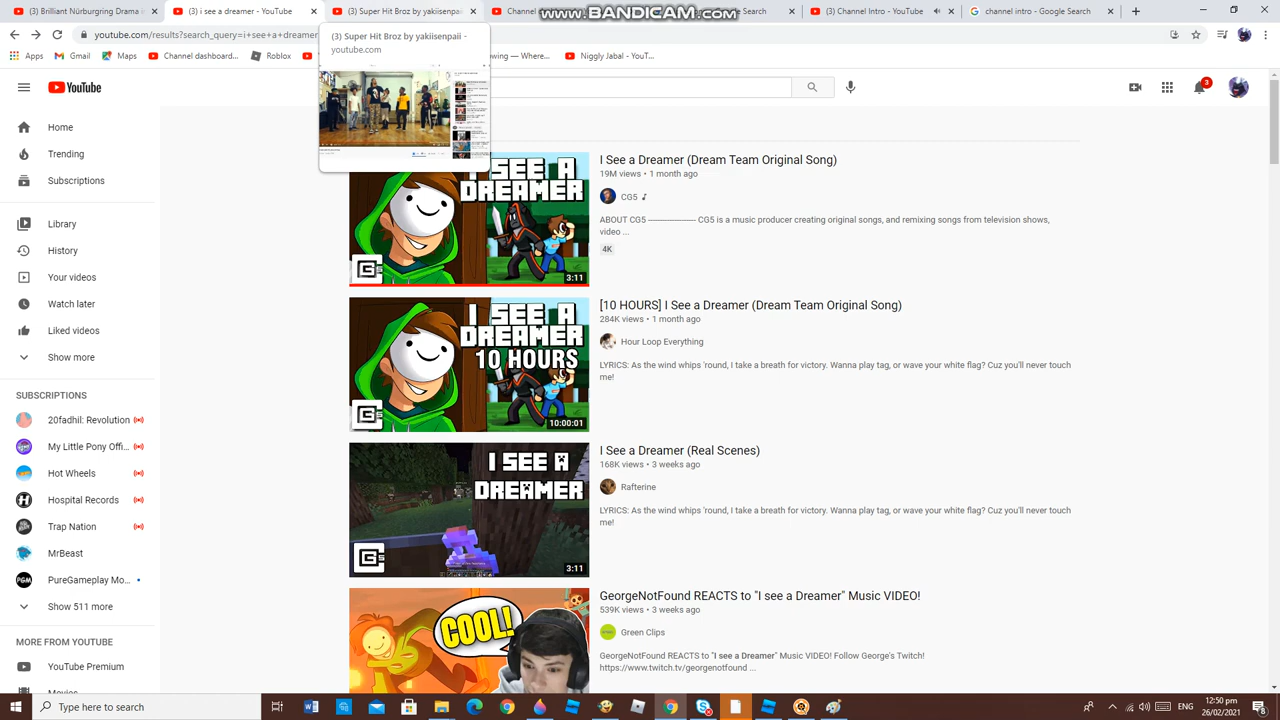 www.BANDICAM.com
(3) Brilliant Nürburgring Drama i
i see a dreamer - YouTube
(3) Super Hit Broz by yakiisenpaii
Channel
Search
(3) Channel Intro - YouTube
channel intro - Google Search
youtube.com/results?search_query=i+see+a+dreamer
(3) Super Hit Broz by yakiisenpaii -
youtube.com
Apps
Gmail
Maps
Channel dashboard...
Roblox
wing — Where...
Niggly Jabal - YouT...
YouTube
3
Home
Trending
Subscriptions
Library
History
Your videos
Watch later
Liked videos
Show more
SUBSCRIPTIONS
20fadhil: Revolution
My Little Pony Offi...
Hot Wheels
Hospital Records
Trap Nation
MrBeast
PGM
PureGameplay Mo...
Show 511 more
MORE FROM YOUTUBE
YouTube Premium
Movies
I SEE A
DREAMER
3:11
I See a Dreamer (Dream Team Original Song)
19M views • 1 month ago
CG5 ♪
ABOUT CG5 ---------------------- CG5 is a music producer creating original songs, and remixing songs from television shows,
video ...
4K
I SEE A
DREAMER
10 HOURS
10:00:01
[10 HOURS] I See a Dreamer (Dream Team Original Song)
284K views • 1 month ago
Hour Loop Everything
LYRICS: As the wind whips 'round, I take a breath for victory. Wanna play tag, or wave your white flag? Cuz you'll never touch
me!
I SEE A
DREAMER
3:11
I See a Dreamer (Real Scenes)
168K views • 3 weeks ago
Rafterine
LYRICS: As the wind whips 'round, I take a breath for victory. Wanna play tag, or wave your white flag? Cuz you'll never touch
me!
COOL!
GeorgeNotFound REACTS to "I see a Dreamer" Music VIDEO!
539K views • 3 weeks ago
Green Clips
GeorgeNotFound REACTS to "I see a Dreamer" Music VIDEO! Follow George's Twitch!
https://www.twitch.tv/georgenotfound ...
Type here to search
ENG
12:50 pm
26/03/2021